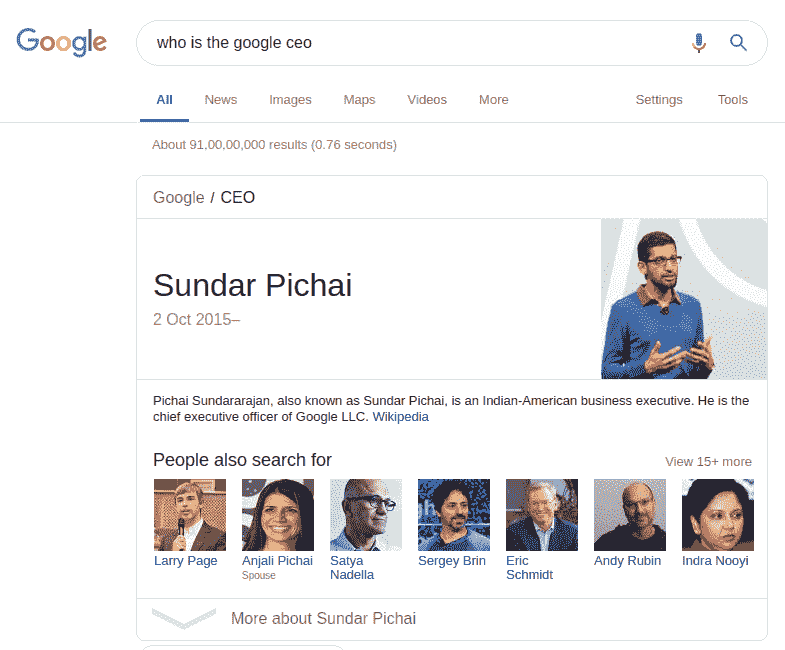 Google
who is the google ceo
All News Images Maps Videos More Settings Tools
About 91,00,00,000 results (0.76 seconds)
Google / CEO
Sundar Pichai
2 Oct 2015–
Pichai Sundararajan, also known as Sundar Pichai, is an Indian-American business executive. He is the
chief executive officer of Google LLC. Wikipedia
People also search for View 15+ more
Larry Page
Anjali Pichai
Spouse
Satya
Nadella
Sergey Brin
Eric
Schmidt
Andy Rubin
Indra Nooyi
More about Sundar Pichai